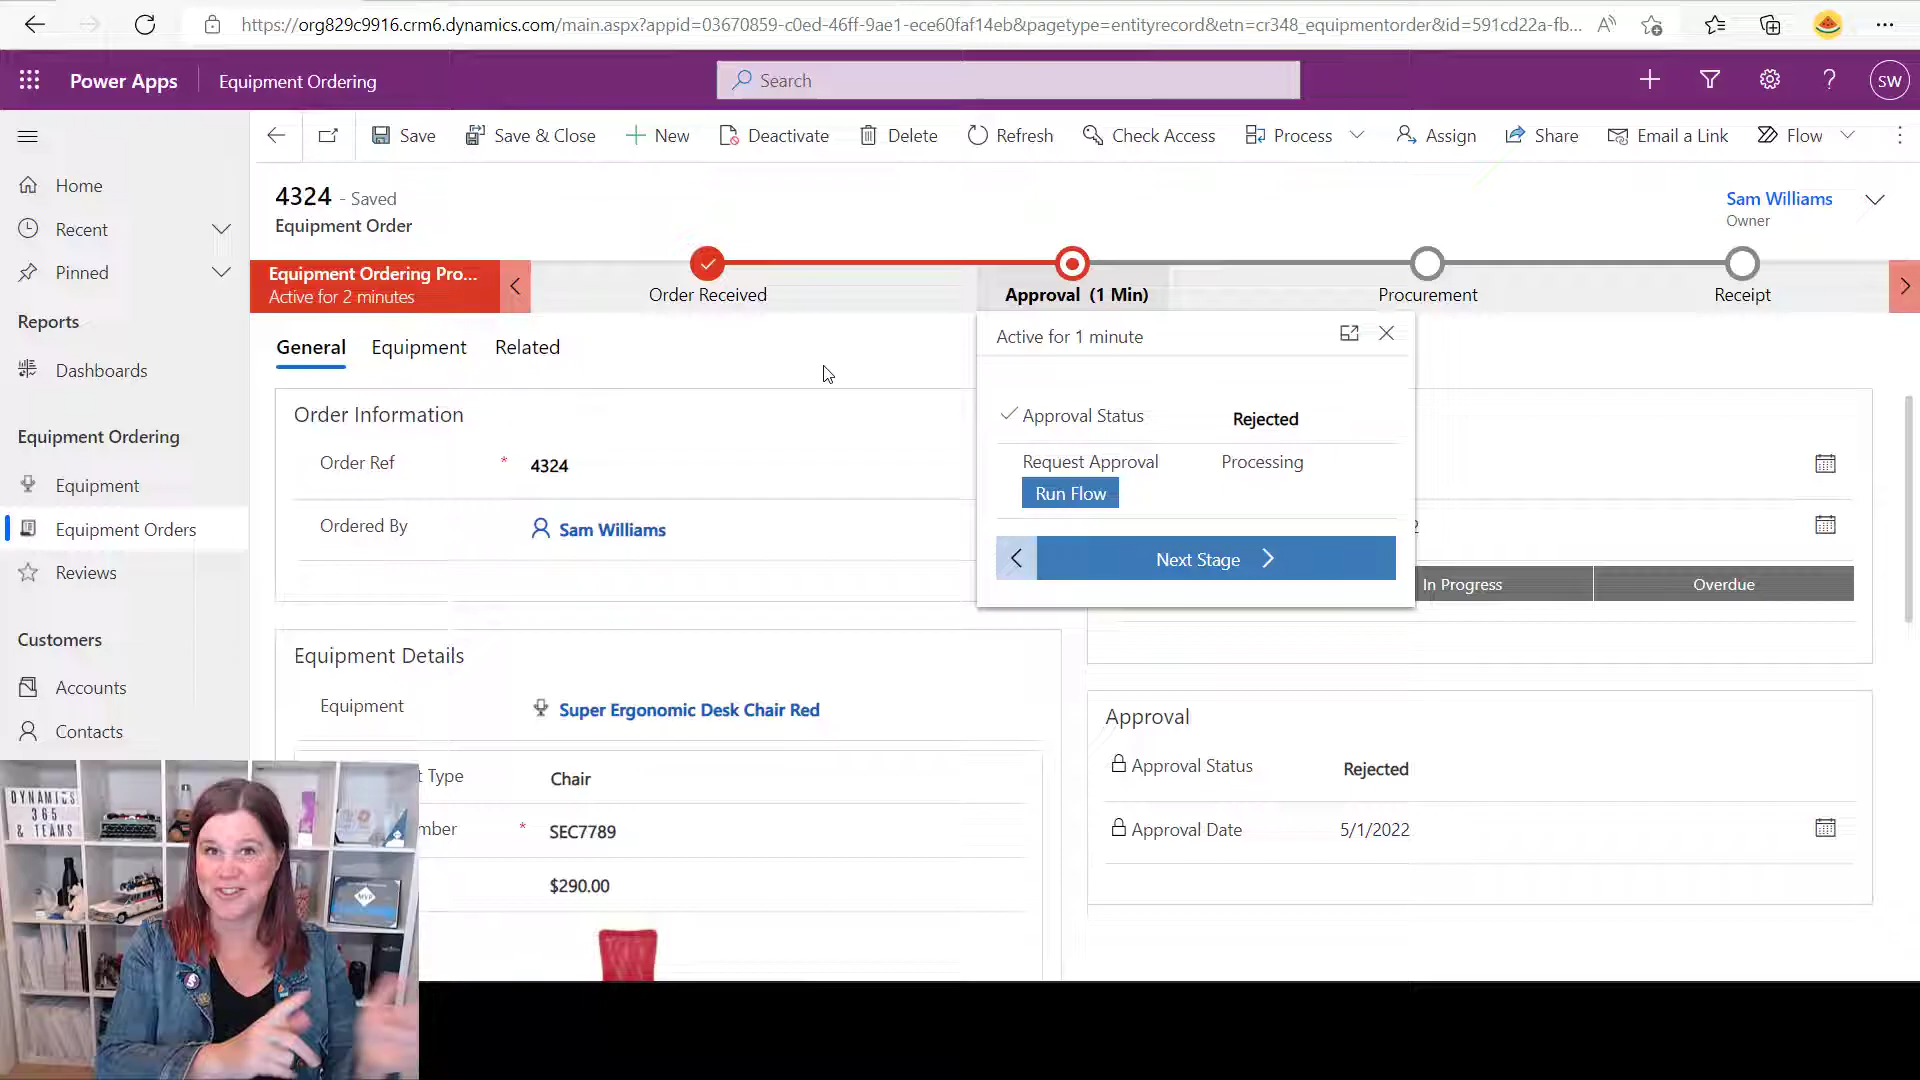 https://org829c9916.crm6.dynamics.com/main.aspx?appid=03670859-c0ed-46ff-9ae1-ece60faf14eb&pagetype=entityrecord&etn=cr348_equipmentorder&id=591cd22a-fb...
Power Apps
Equipment Ordering
Search
SW
Save
Save & Close
New
Deactivate
Delete
Refresh
Check Access
Process
Assign
Share
Email a Link
Flow
Home
Recent
Pinned
Reports
Dashboards
Equipment Ordering
Equipment
Equipment Orders
Reviews
Customers
Accounts
Contacts
4324 - Saved
Equipment Order
Sam Williams
Owner
Equipment Ordering Pro...
Active for 2 minutes
Order Received
Approval (1 Min)
Procurement
Receipt
General
Equipment
Related
Active for 1 minute
Approval Status
Rejected
Request Approval
Processing
Run Flow
Next Stage
Order Information
Order Ref
*
4324
Ordered By
Sam Williams
2
In Progress
Overdue
Equipment Details
Equipment
Super Ergonomic Desk Chair Red
t Type
Chair
mber
*
SEC7789
$290.00
Approval
Approval Status
Rejected
Approval Date
5/1/2022
DYNAMICS
365
& TEAMS
MVP